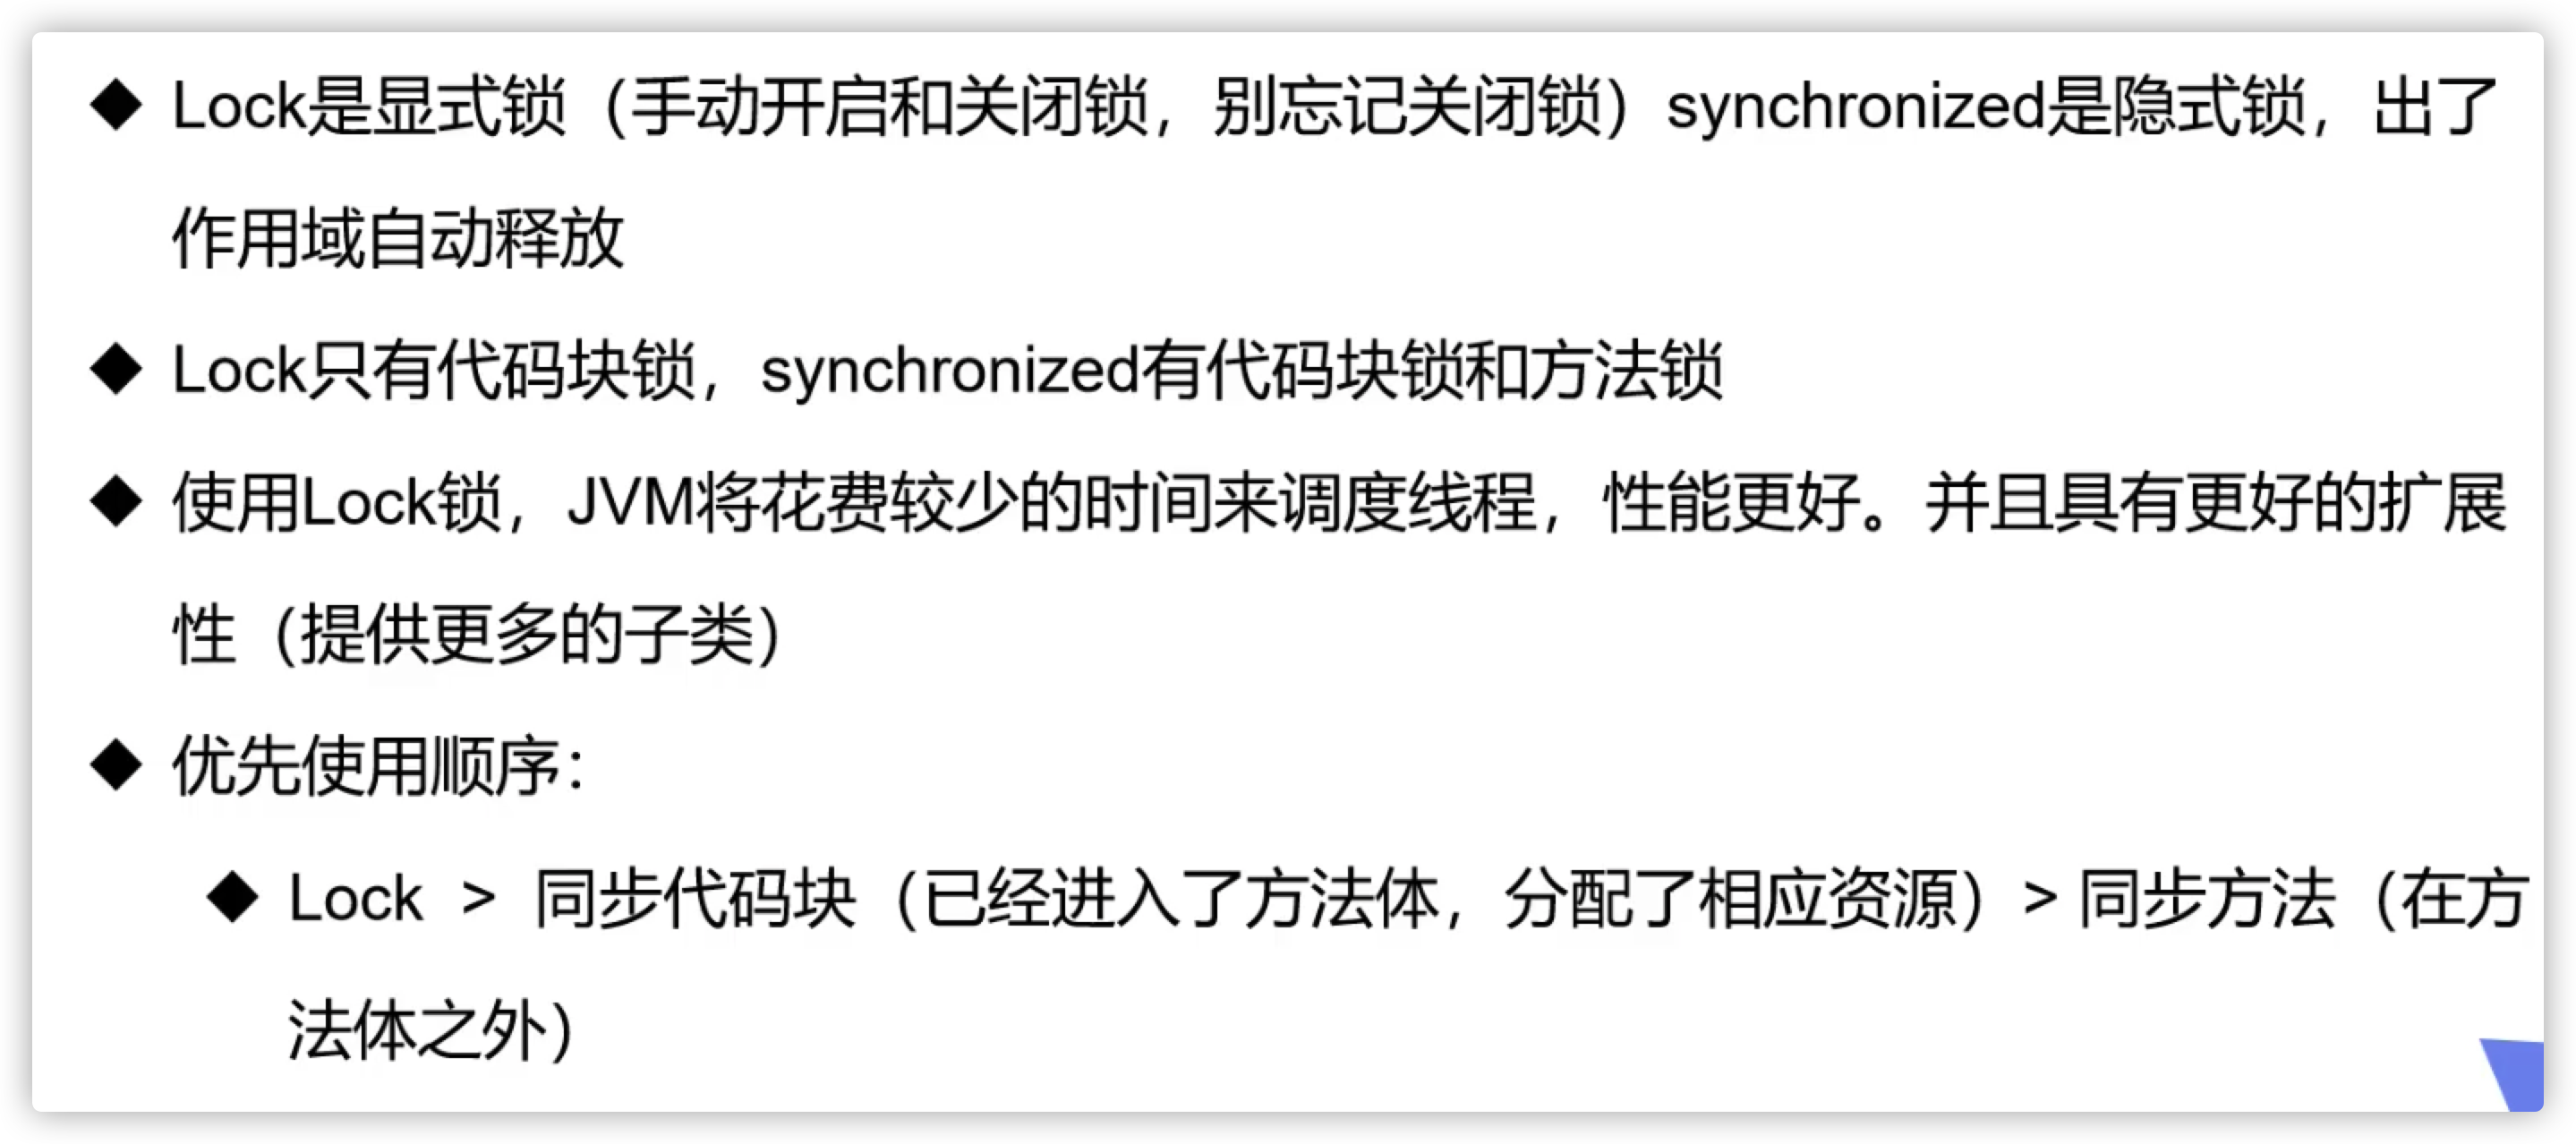 ◆ Lock是显式锁（手动开启和关闭锁，别忘记关闭锁）synchronized是隐式锁，出了
作用域自动释放
◆ Lock只有代码块锁，synchronized有代码块锁和方法锁
◆ 使用Lock锁，JVM将花费较少的时间来调度线程，性能更好。并且具有更好的扩展
性（提供更多的子类）
◆ 优先使用顺序：
◆ Lock > 同步代码块（已经进入了方法体，分配了相应资源）> 同步方法（在方
法体之外）